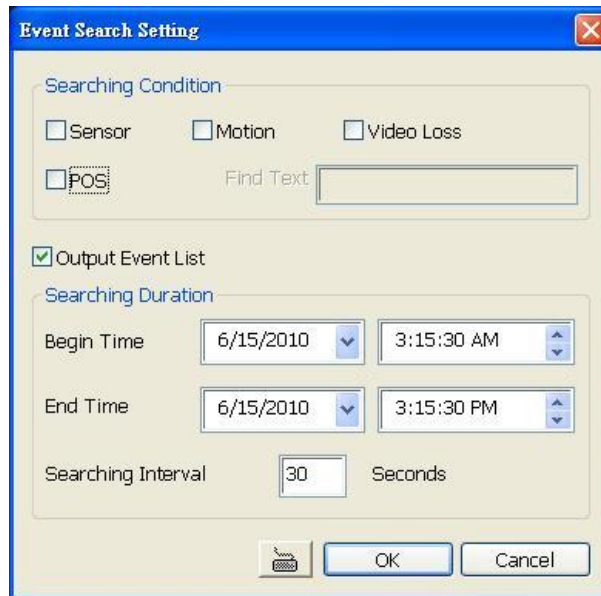 Event Search Setting
Searching Condition
Sensor Motion Video Loss
POS Find Text
Output Event List
Searching Duration
Begin Time 6/15/2010 3:15:30 AM
End Time 6/15/2010 3:15:30 PM
Searching Interval 30 Seconds
OK Cancel